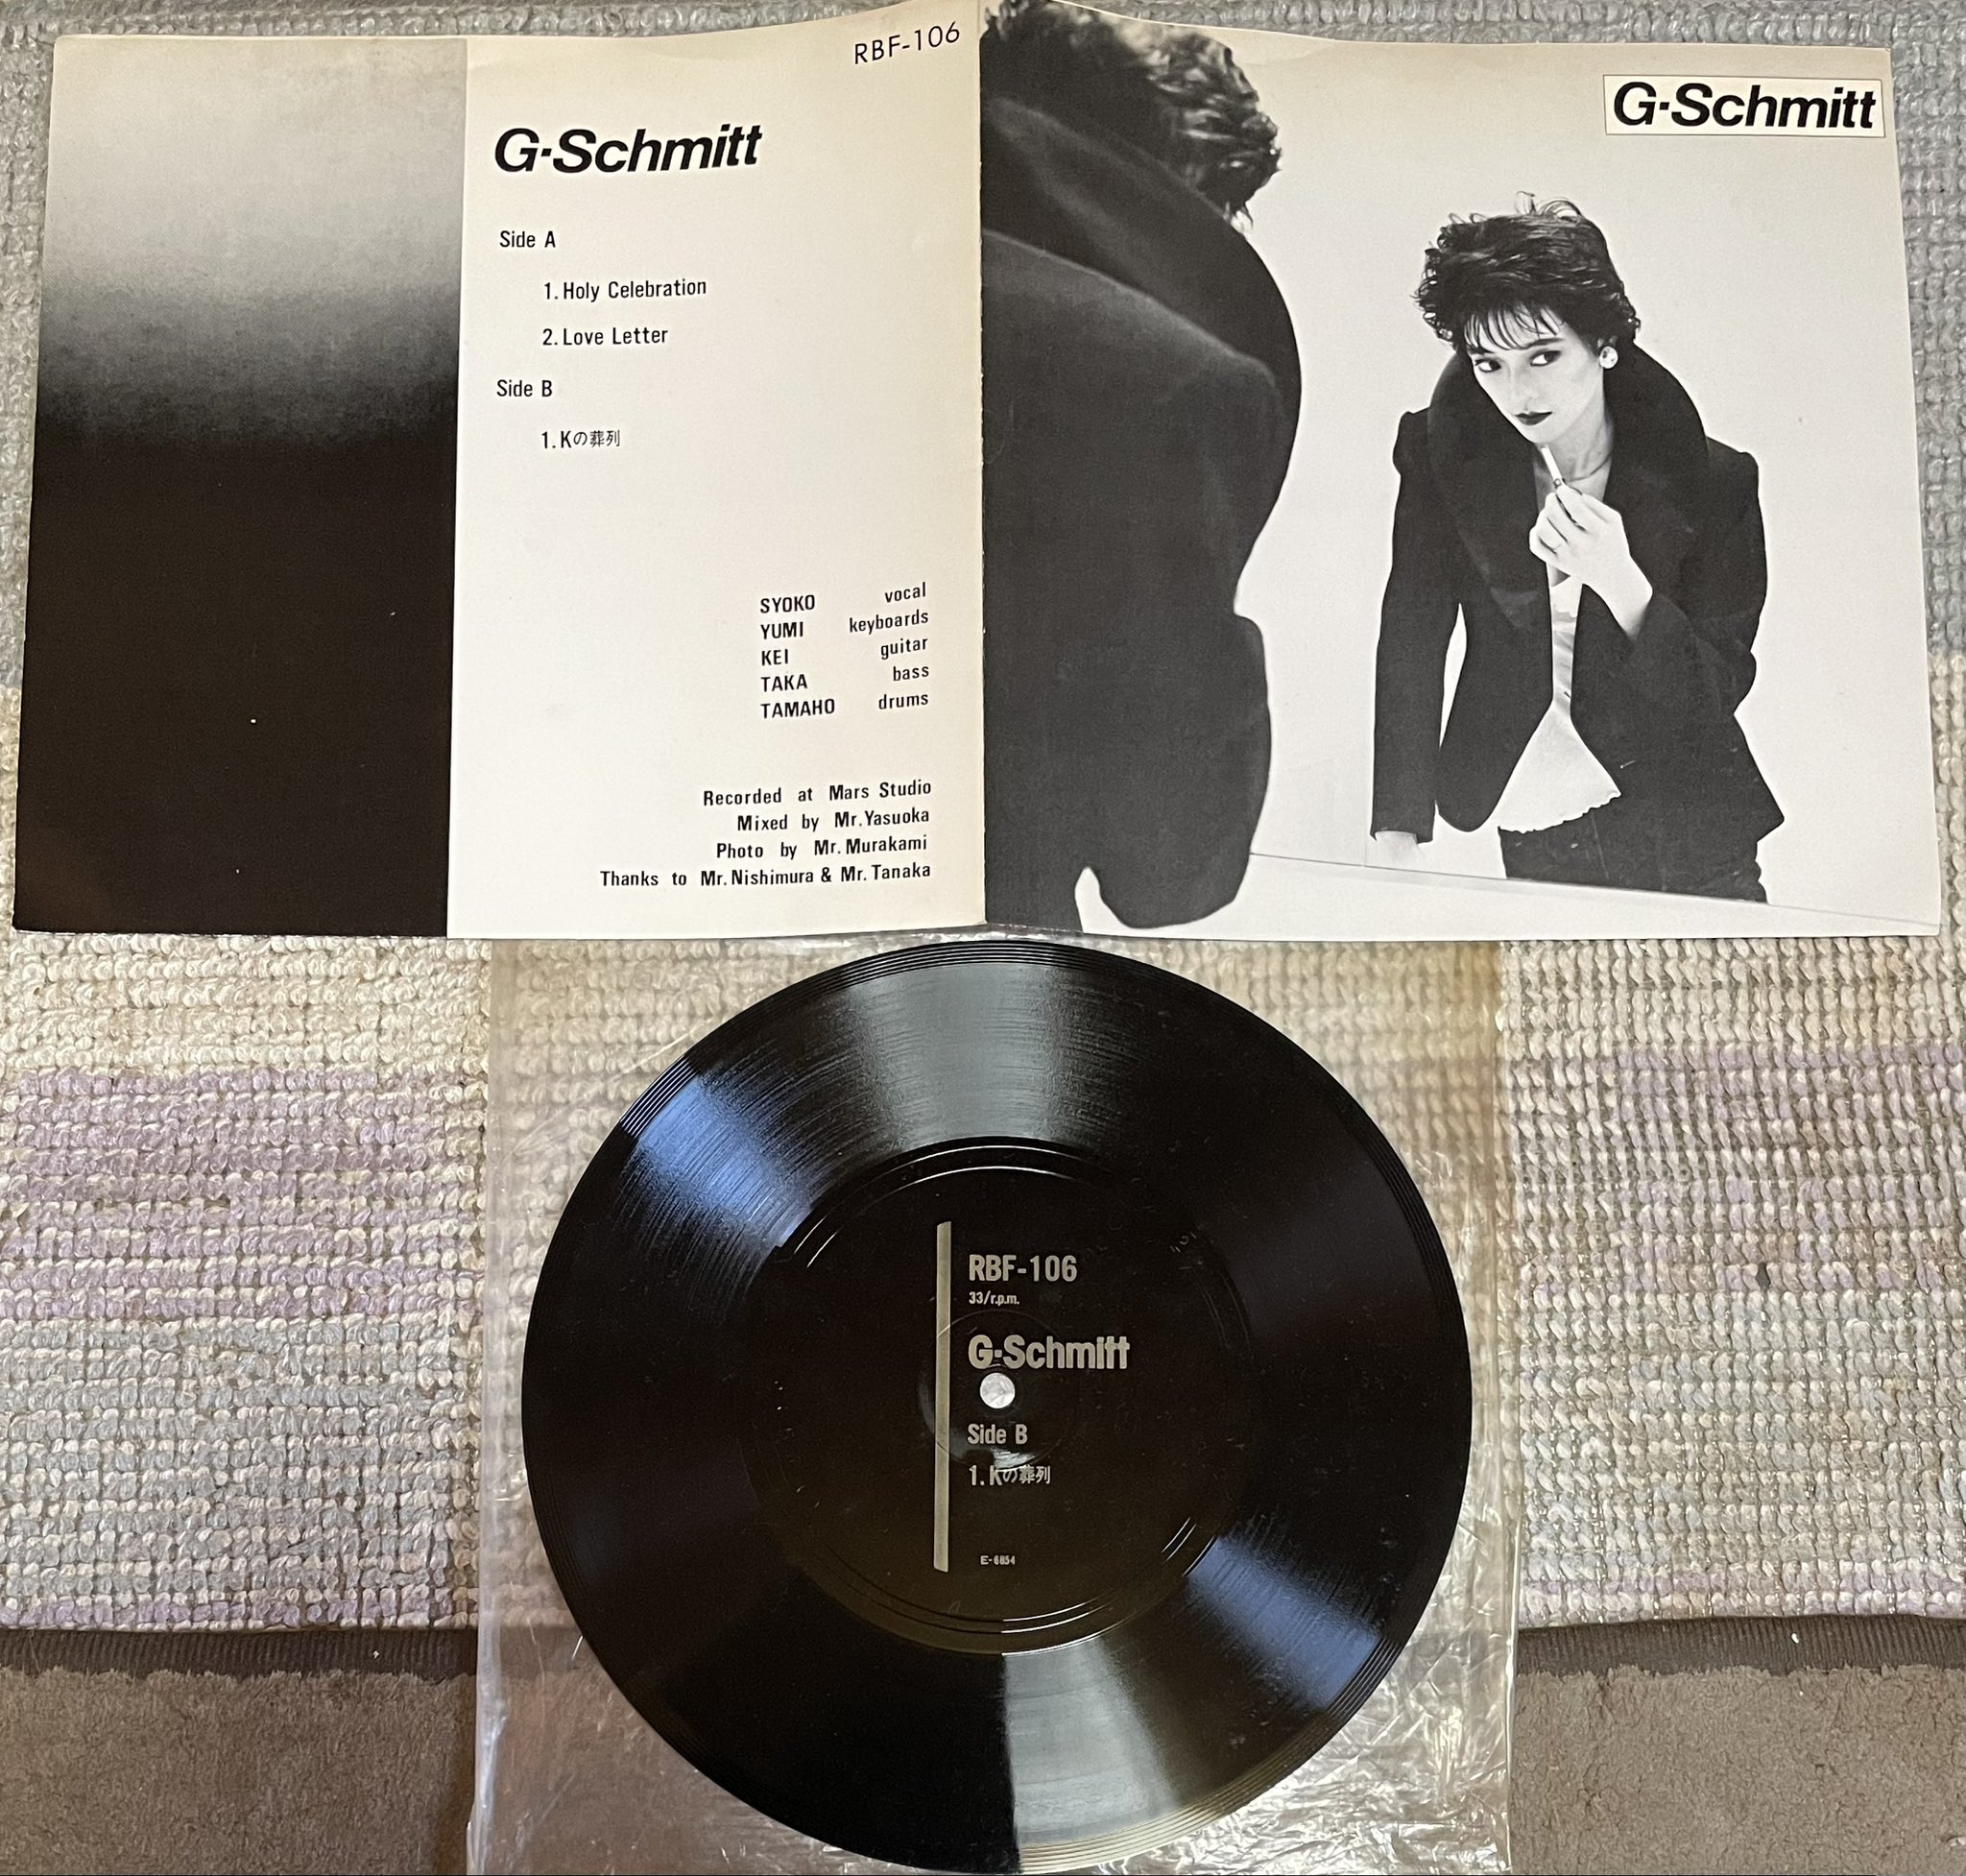 RBF-106
G·Schmitt
Side A
1. Holy Celebration
2. Love Letter
Side B
1. Kの葬列
SYOKO vocal
YUMI keyboards
KEI guitar
TAKA bass
TAMAHO drums
Recorded at Mars Studio
Mixed by Mr. Yasuoka
Photo by Mr. Murakami
Thanks to Mr. Nishimura & Mr. Tanaka
G·Schmitt
RBF-106
33/r.p.m.
G·Schmitt
Side B
1. Kの葬列
E-6854